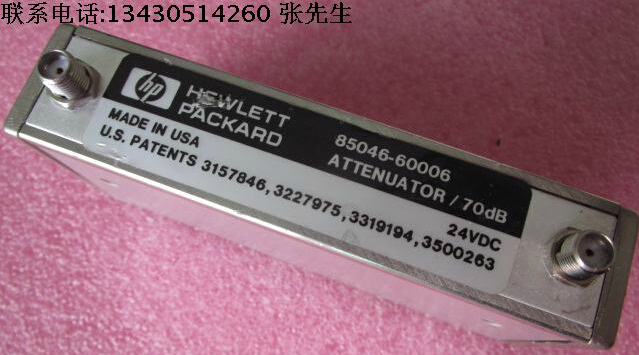 联系电话:13430514260 张先生
hp
HEWLETT
PACKARD
85046-60006
ATTENUATOR / 70dB
MADE IN USA
24VDC
U.S. PATENTS 3157846, 3227975, 3319194, 3500263